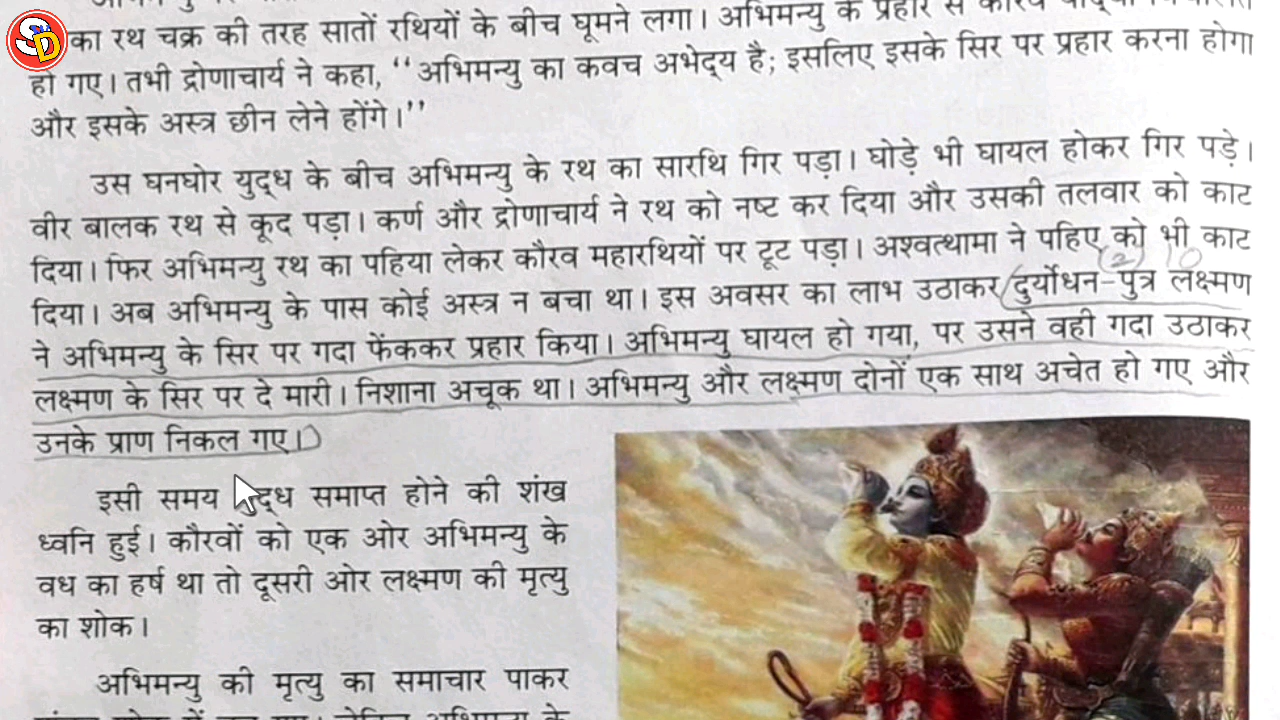 SD
के प्रहार से
का रथ चक्र की तरह सातों रथियों के बीच घूमने लगा। अभिमन्यु
हो गए। तभी द्रोणाचार्य ने कहा, ‘‘अभिमन्यु का कवच अभेद्य है; इसलिए इसके सिर पर प्रहार करना होगा
और इसके अस्त्र छीन लेने होंगे।’’
उस घनघोर युद्ध के बीच अभिमन्यु के रथ का सारथि गिर पड़ा। घोड़े भी घायल होकर गिर पड़े।
वीर बालक रथ से कूद पड़ा। कर्ण और द्रोणाचार्य ने रथ को नष्ट कर दिया और उसकी तलवार को काट
दिया। फिर अभिमन्यु रथ का पहिया लेकर कौरव महारथियों पर टूट पड़ा। अश्वत्थामा ने पहिए को भी काट
(2) 10
दिया। अब अभिमन्यु के पास कोई अस्त्र न बचा था। इस अवसर का लाभ उठाकर दुर्योधन-पुत्र लक्ष्मण
ने अभिमन्यु के सिर पर गदा फेंककर प्रहार किया। अभिमन्यु घायल हो गया, पर उसने वही गदा उठाकर
लक्ष्मण के सिर पर दे मारी। निशाना अचूक था। अभिमन्यु और लक्ष्मण दोनों एक साथ अचेत हो गए और
उनके प्राण निकल गए।
इसी समय युद्ध समाप्त होने की शंख
ध्वनि हुई। कौरवों को एक ओर अभिमन्यु के
वध का हर्ष था तो दूसरी ओर लक्ष्मण की मृत्यु
का शोक।
अभिमन्यु की मृत्यु का समाचार पाकर